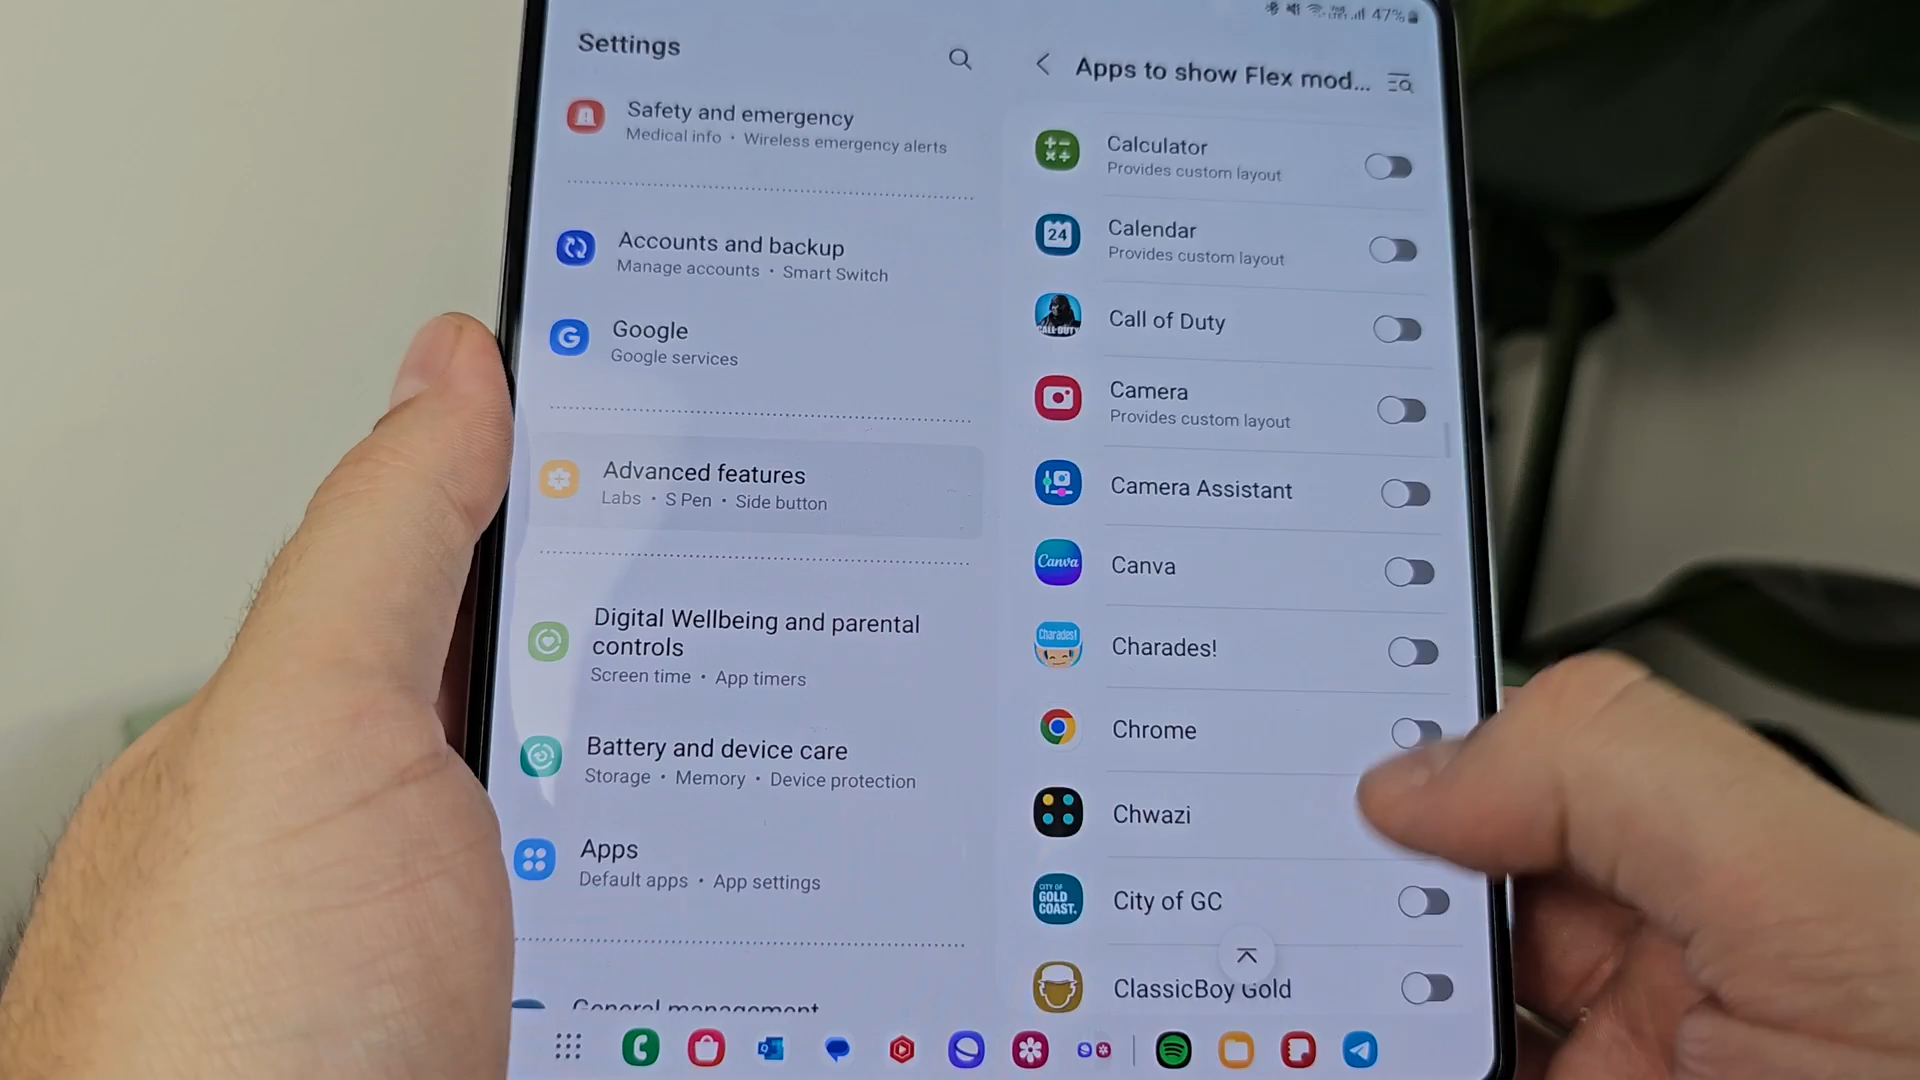 47%
Settings
Safety and emergency
Medical info • Wireless emergency alerts
Accounts and backup
Manage accounts • Smart Switch
Google
Google services
Advanced features
Labs • S Pen • Side button
Digital Wellbeing and parental
controls
Screen time • App timers
Battery and device care
Storage • Memory • Device protection
Apps
Default apps • App settings
General management
Apps to show Flex mod...
Calculator
Provides custom layout
24
Calendar
Provides custom layout
CALL OF DUTY
Call of Duty
Camera
Provides custom layout
Camera Assistant
Canva
Canva
Charades!
Charades!
Chrome
Chwazi
CITY OF
GOLD
COAST.
City of GC
ClassicBoy Gold